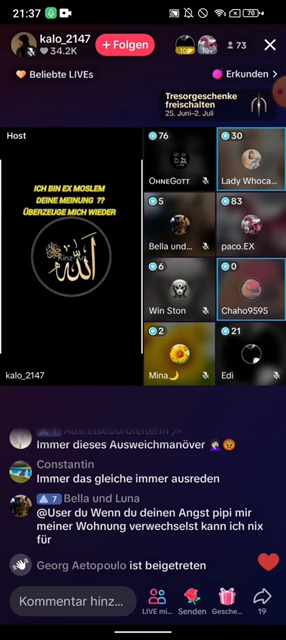 21:37
70
kalo_2147
34.2K
+ Folgen
10
73
Beliebte LIVEs
Erkunden >
Tresorgeschenke
freischalten
25. Juni–2. Juli
Host
ICH BIN EX MOSLEM
DEINE MEINUNG ??
ÜBERZEUGE MICH WIEDER
الله
kalo_2147
76
OHNEGOTT
30
Lady Whoca...
5
Bella und...
83
paco.EX
6
Win Ston
0
Chaho9595
2
Mina🌙
21
Edi
Immer dieses Ausweichmanöver 🤦🏻‍♀️😡
Constantin
Immer das gleiche immer ausreden
7 Bella und Luna
@User du Wenn du deinen Angst pipi mir
meiner Wohnung verwechselst kann ich nix
für
Georg Aetopoulo ist beigetreten
Kommentar hinz...
LIVE mi...
Senden
Gesche...
19